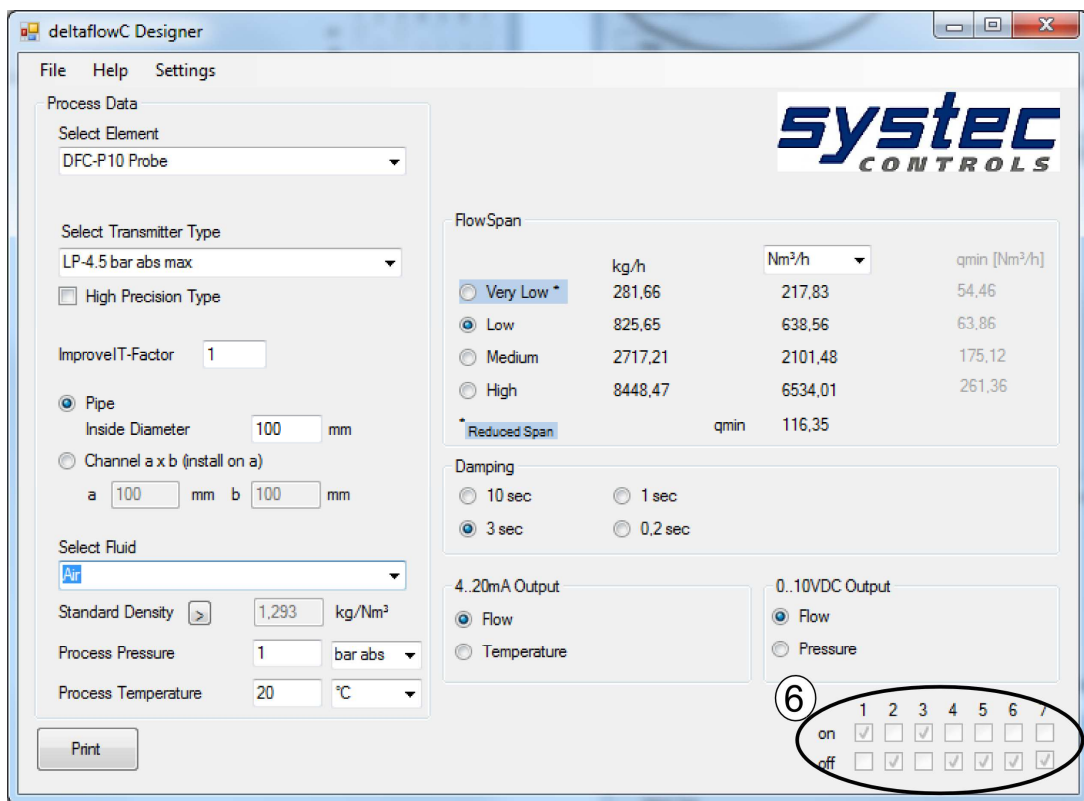 deltaflowC Designer
File Help Settings
Process Data
Select Element
DFC-P10 Probe
Select Transmitter Type
LP-4.5 bar abs max
High Precision Type
ImproveIT-Factor 1
Pipe
Inside Diameter 100 mm
Channel a x b (install on a)
a 100 mm b 100 mm
Select Fluid
Air
Standard Density > 1,293 kg/Nm³
Process Pressure 1 bar abs
Process Temperature 20 °C
Print
systec
CONTROLS
FlowSpan
kg/h Nm³/h qmin [Nm³/h]
Very Low * 281,66 217,83 54,46
Low 825,65 638,56 63,86
Medium 2717,21 2101,48 175,12
High 8448,47 6534,01 261,36
* Reduced Span qmin 116,35
Damping
10 sec 1 sec
3 sec 0,2 sec
4..20mA Output
Flow
Temperature
0..10VDC Output
Flow
Pressure
6
1 2 3 4 5 6 7
on
off